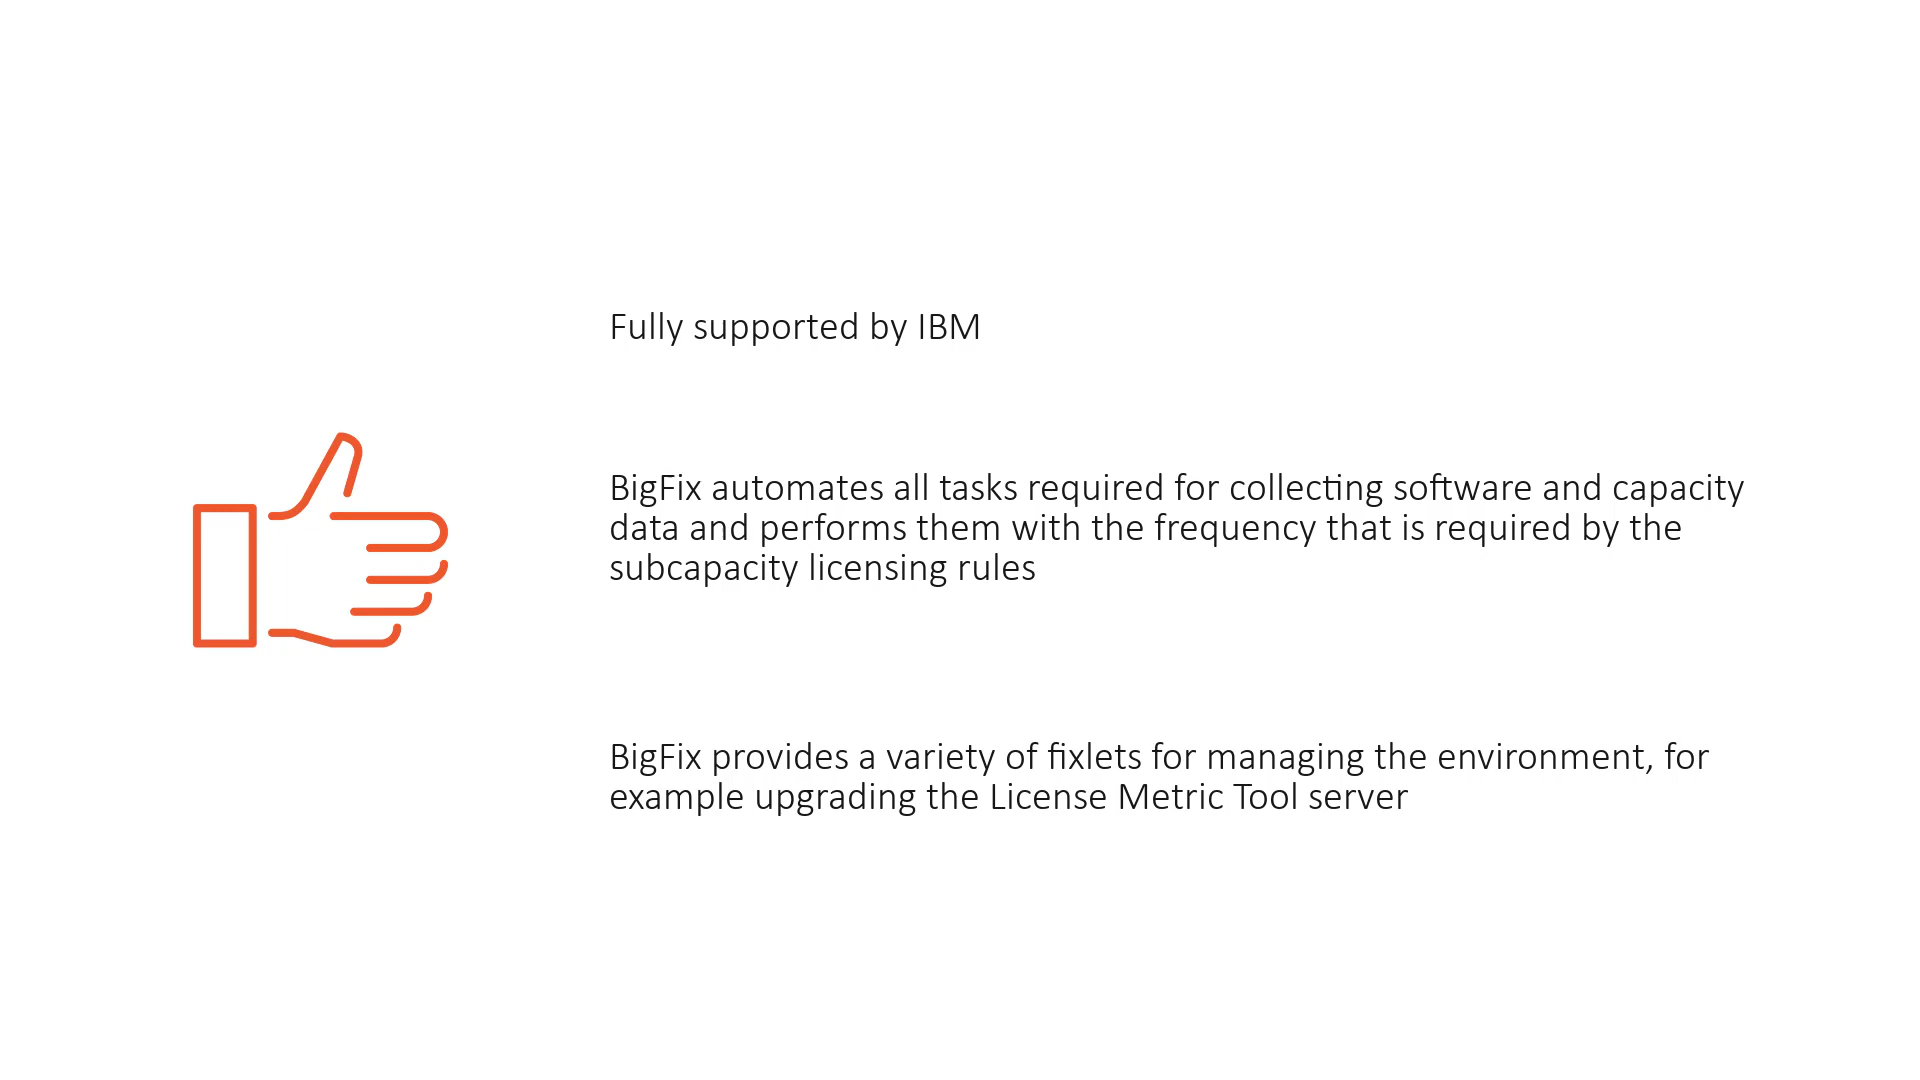 Fully supported by IBM
BigFix automates all tasks required for collecting software and capacity
data and performs them with the frequency that is required by the
subcapacity licensing rules
BigFix provides a variety of fixlets for managing the environment, for
example upgrading the License Metric Tool server